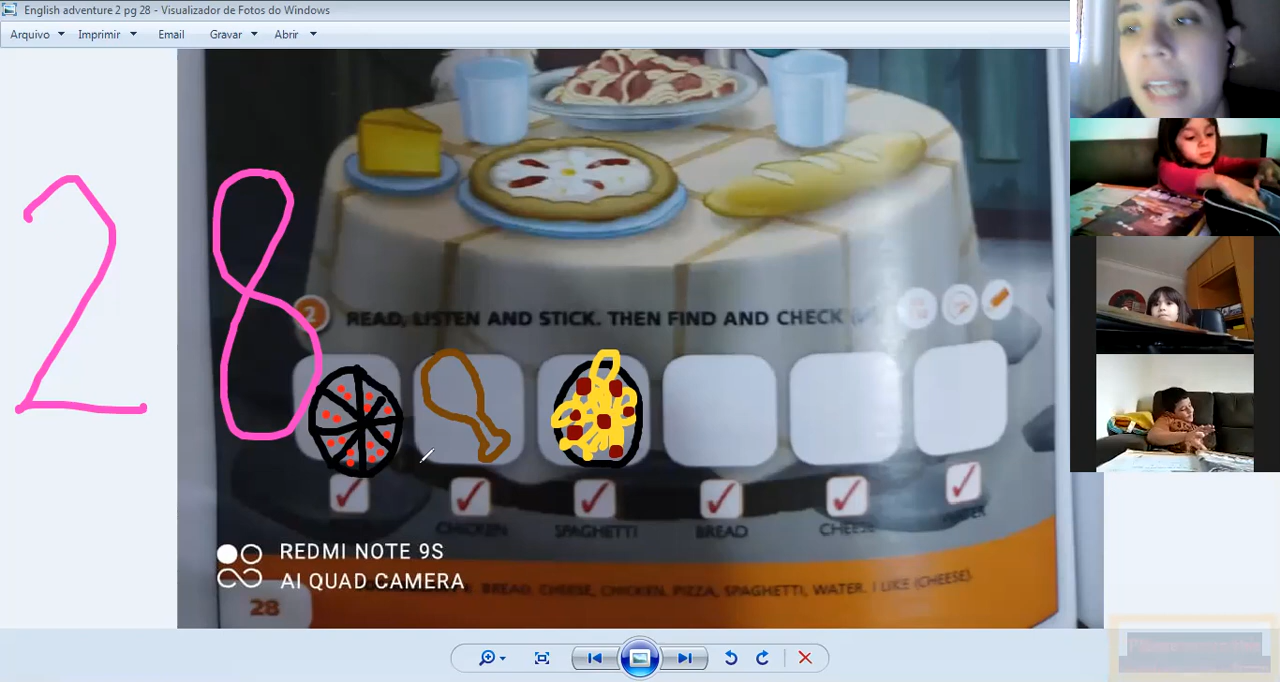 English adventure 2 pg 28 - Visualizador de Fotos do Windows
Arquivo Imprimir Email Gravar Abrir
28
2 READ, LISTEN AND STICK. THEN FIND AND CHECK
CHICKEN SPAGHETTI BREAD CHEESE WATER
REDMI NOTE 9S
AI QUAD CAMERA
BREAD, CHEESE, CHICKEN, PIZZA, SPAGHETTI, WATER. I LIKE (CHEESE).
28